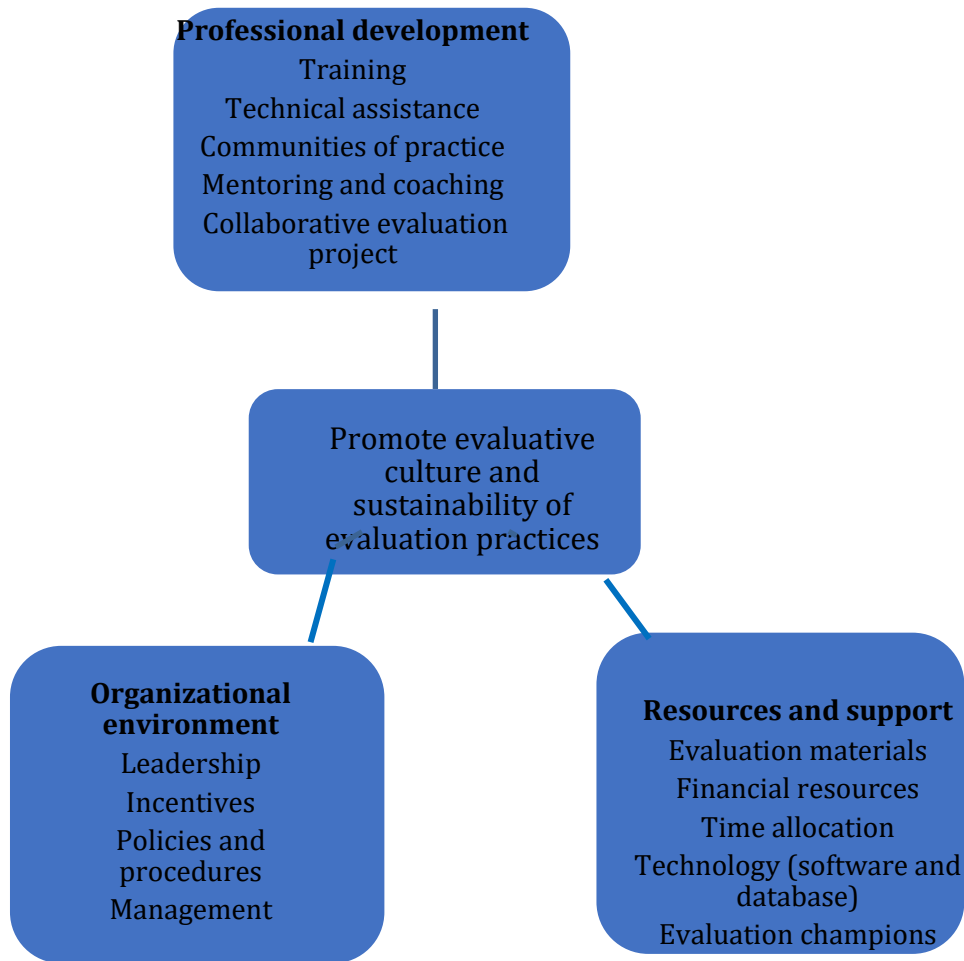 Professional development
Training
Technical assistance
Communities of practice
Mentoring and coaching
Collaborative evaluation
project
Promote evaluative
culture and
sustainability of
evaluation practices
Organizational
environment
Leadership
Incentives
Policies and
procedures
Management
Resources and support
Evaluation materials
Financial resources
Time allocation
Technology (software and
database)
Evaluation champions